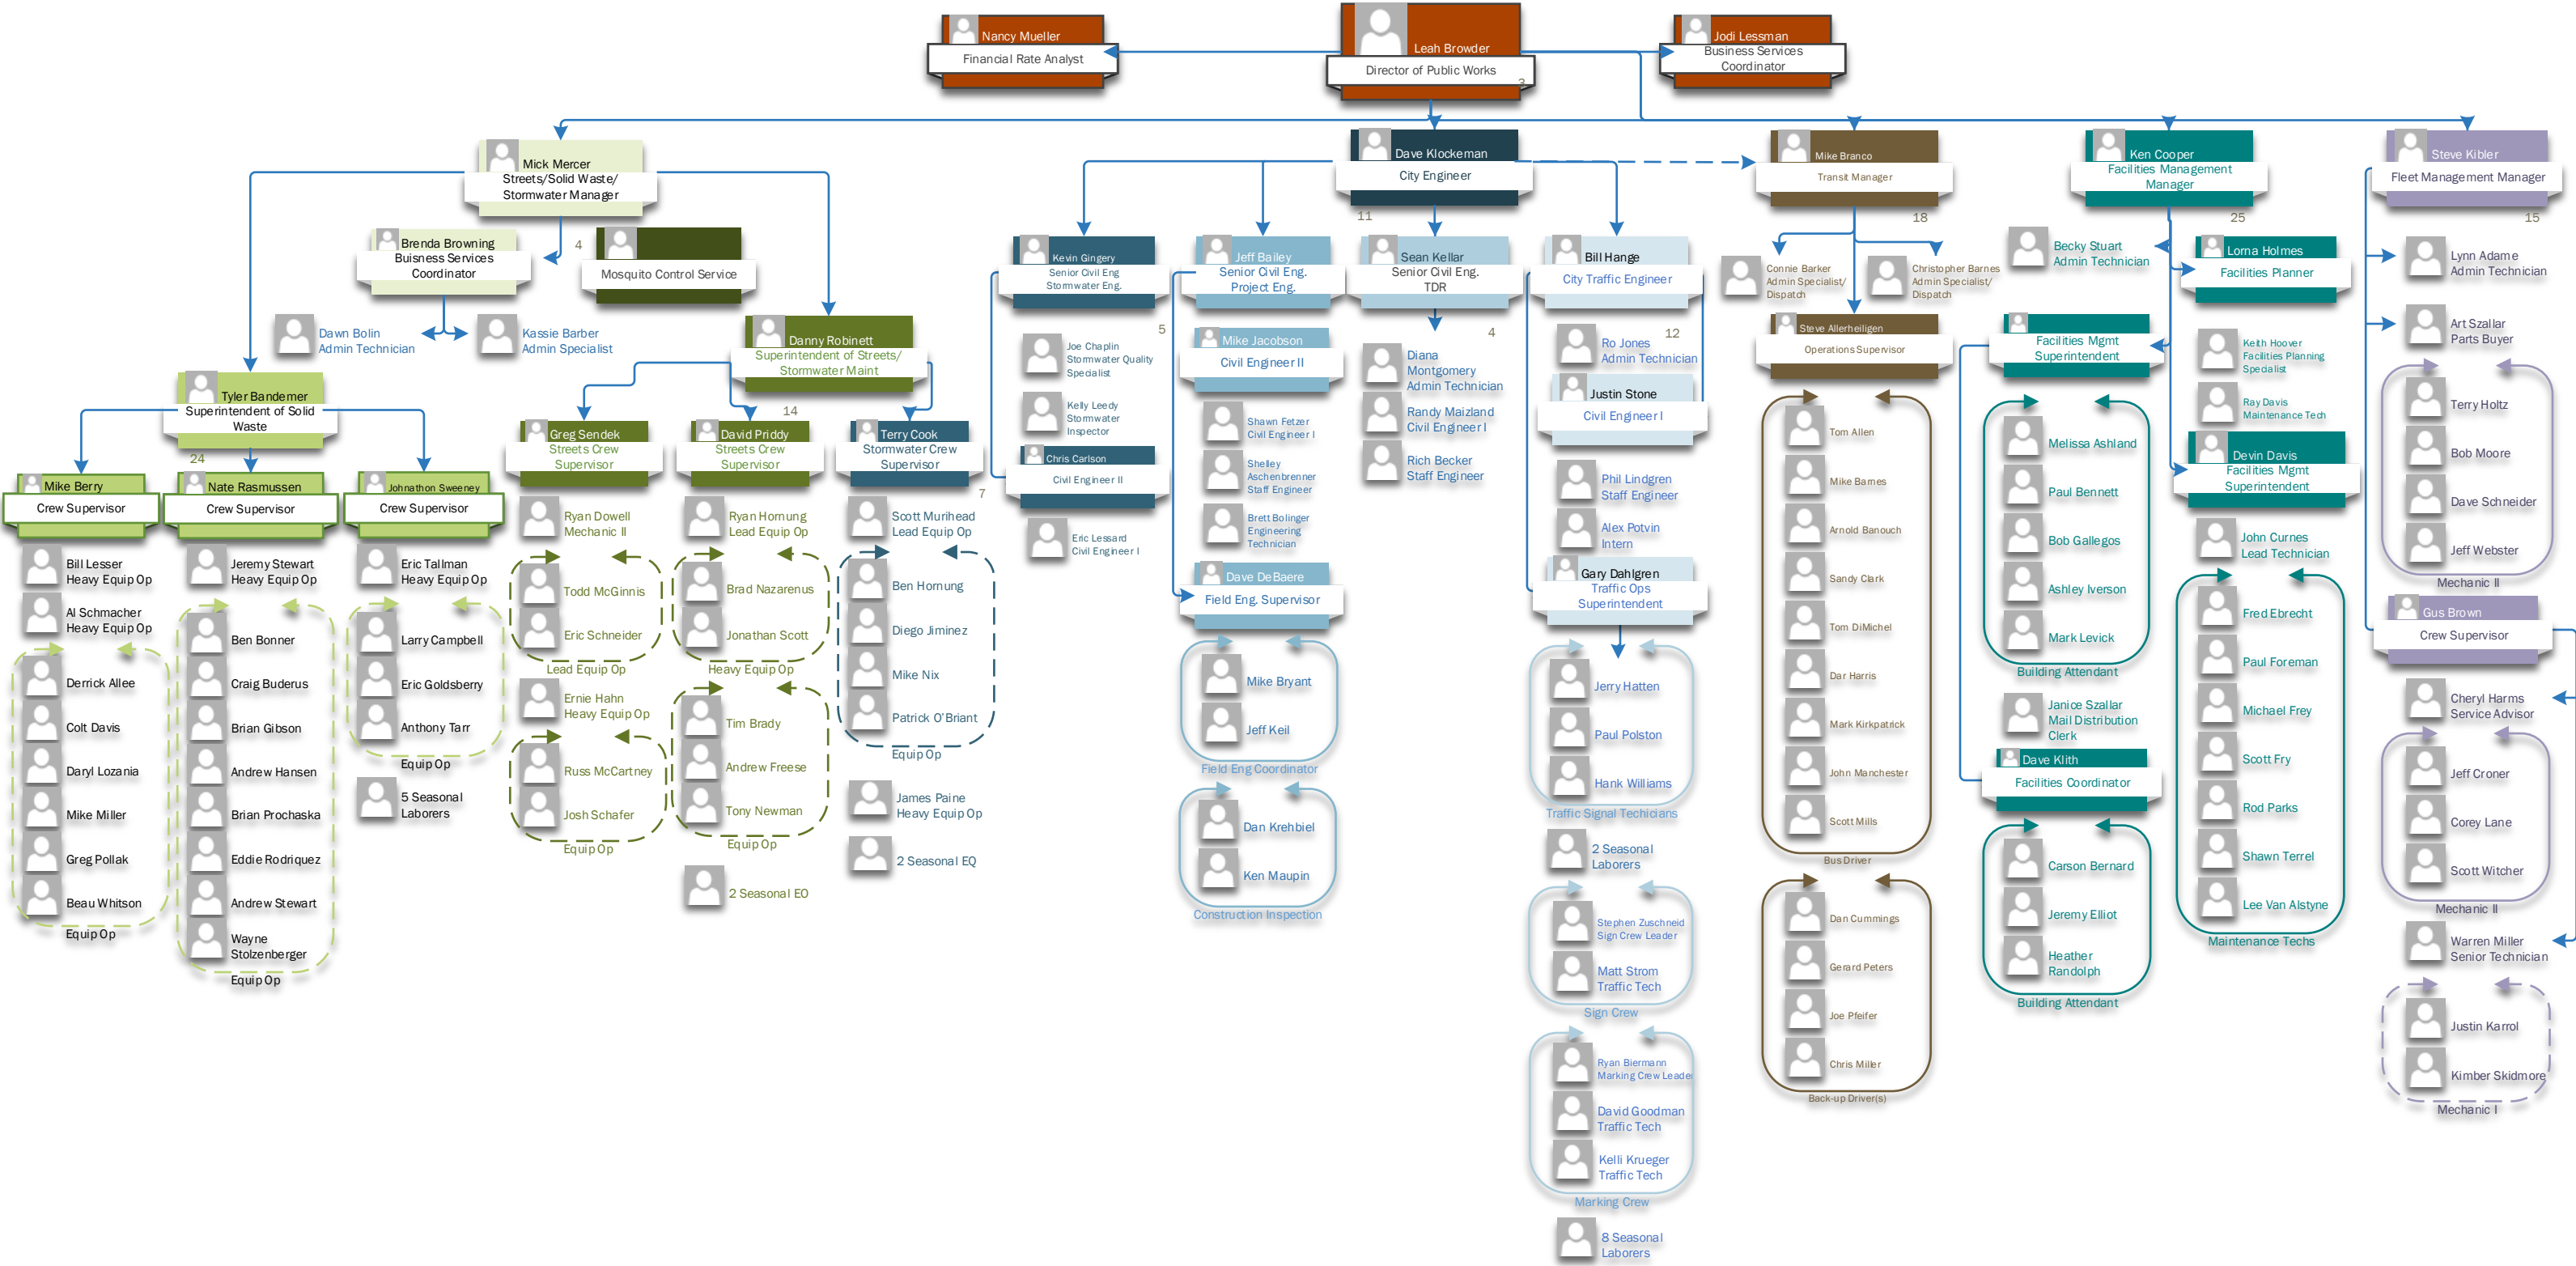 Nancy Mueller
Financial Rate Analyst
Leah Browder
Director of Public Works
3
Jodi Lessman
Business Services
Coordinator
Mick Mercer
Streets/Solid Waste/
Stormwater Manager
Brenda Browning
Buisness Services
Coordinator
4
Mosquito Control Service
Dawn Bolin
Admin Technician
Kassie Barber
Admin Specialist
Tyler Bandemer
Superintendent of Solid
Waste
24
Mike Berry
Crew Supervisor
Bill Lesser
Heavy Equip Op
Al Schmacher
Heavy Equip Op
Derrick Allee
Colt Davis
Daryl Lozania
Mike Miller
Greg Pollak
Beau Whitson
Equip Op
Nate Rasmussen
Crew Supervisor
Jeremy Stewart
Heavy Equip Op
Ben Bonner
Craig Buderus
Brian Gibson
Andrew Hansen
Brian Prochaska
Eddie Rodriquez
Andrew Stewart
Wayne
Stolzenberger
Equip Op
Johnathon Sweeney
Crew Supervisor
Eric Tallman
Heavy Equip Op
Larry Campbell
Eric Goldsberry
Anthony Tarr
Equip Op
5 Seasonal
Laborers
Danny Robinett
Superintendent of Streets/
Stormwater Maint
14
Greg Sendek
Streets Crew
Supervisor
Ryan Dowell
Mechanic II
Todd McGinnis
Eric Schneider
Lead Equip Op
Ernie Hahn
Heavy Equip Op
Russ McCartney
Josh Schafer
Equip Op
David Priddy
Streets Crew
Supervisor
Ryan Hornung
Lead Equip Op
Brad Nazarenus
Jonathan Scott
Heavy Equip Op
Tim Brady
Andrew Freese
Tony Newman
Equip Op
2 Seasonal EO
Terry Cook
Stormwater Crew
Supervisor
7
Scott Murihead
Lead Equip Op
Ben Hornung
Diego Jiminez
Mike Nix
Patrick O'Briant
Equip Op
James Paine
Heavy Equip Op
2 Seasonal EQ
Dave Klockeman
City Engineer
11
Kevin Gingery
Senior Civil Eng
Stormwater Eng.
5
Joe Chaplin
Stormwater Quality
Specialist
Kelly Leedy
Stormwater
Inspector
Chris Carlson
Civil Engineer II
Eric Lessard
Civil Engineer I
Jeff Bailey
Senior Civil Eng.
Project Eng.
Mike Jacobson
Civil Engineer II
Shawn Fetzer
Civil Engineer I
Shelley
Aschenbrenner
Staff Engineer
Brett Bolinger
Engineering
Technician
Dave DeBaere
Field Eng. Supervisor
Mike Bryant
Jeff Keil
Field Eng Coordinator
Dan Krehbiel
Ken Maupin
Construction Inspection
Sean Kellar
Senior Civil Eng.
TDR
4
Diana
Montgomery
Admin Technician
Randy Maizland
Civil Engineer I
Rich Becker
Staff Engineer
Bill Hange
City Traffic Engineer
12
Ro Jones
Admin Technician
Justin Stone
Civil Engineer I
Phil Lindgren
Staff Engineer
Alex Potvin
Intern
Gary Dahlgren
Traffic Ops
Superintendent
Jerry Hatten
Paul Polston
Hank Williams
Traffic Signal Techicians
2 Seasonal
Laborers
Stephen Zuschneid
Sign Crew Leader
Matt Strom
Traffic Tech
Sign Crew
Ryan Biermann
Marking Crew Leader
David Goodman
Traffic Tech
Kelli Krueger
Traffic Tech
Marking Crew
8 Seasonal
Laborers
Mike Branco
Transit Manager
18
Connie Barker
Admin Specialist/
Dispatch
Christopher Barnes
Admin Specialist/
Dispatch
Steve Allerheiligen
Operations Supervisor
Tom Allen
Mike Barnes
Arnold Banouch
Sandy Clark
Tom DiMichel
Dar Harris
Mark Kirkpatrick
John Manchester
Scott Mills
Bus Driver
Dan Cummings
Gerard Peters
Joe Pfeifer
Chris Miller
Back-up Driver(s)
Ken Cooper
Facilities Management
Manager
25
Becky Stuart
Admin Technician
Lorna Holmes
Facilities Planner
Keith Hoover
Facilities Planning
Specialist
Ray Davis
Maintenance Tech
Facilities Mgmt
Superintendent
Melissa Ashland
Paul Bennett
Bob Gallegos
Ashley Iverson
Mark Levick
Building Attendant
Janice Szallar
Mail Distribution
Clerk
Dave Klith
Facilities Coordinator
Carson Bernard
Jeremy Elliot
Heather
Randolph
Building Attendant
Devin Davis
Facilities Mgmt
Superintendent
John Curnes
Lead Technician
Fred Ebrecht
Paul Foreman
Michael Frey
Scott Fry
Rod Parks
Shawn Terrel
Lee Van Alstyne
Maintenance Techs
Steve Kibler
Fleet Management Manager
15
Lynn Adame
Admin Technician
Art Szallar
Parts Buyer
Terry Holtz
Bob Moore
Dave Schneider
Jeff Webster
Mechanic II
Gus Brown
Crew Supervisor
Cheryl Harms
Service Advisor
Jeff Croner
Corey Lane
Scott Witcher
Mechanic II
Warren Miller
Senior Technician
Justin Karrol
Kimber Skidmore
Mechanic I